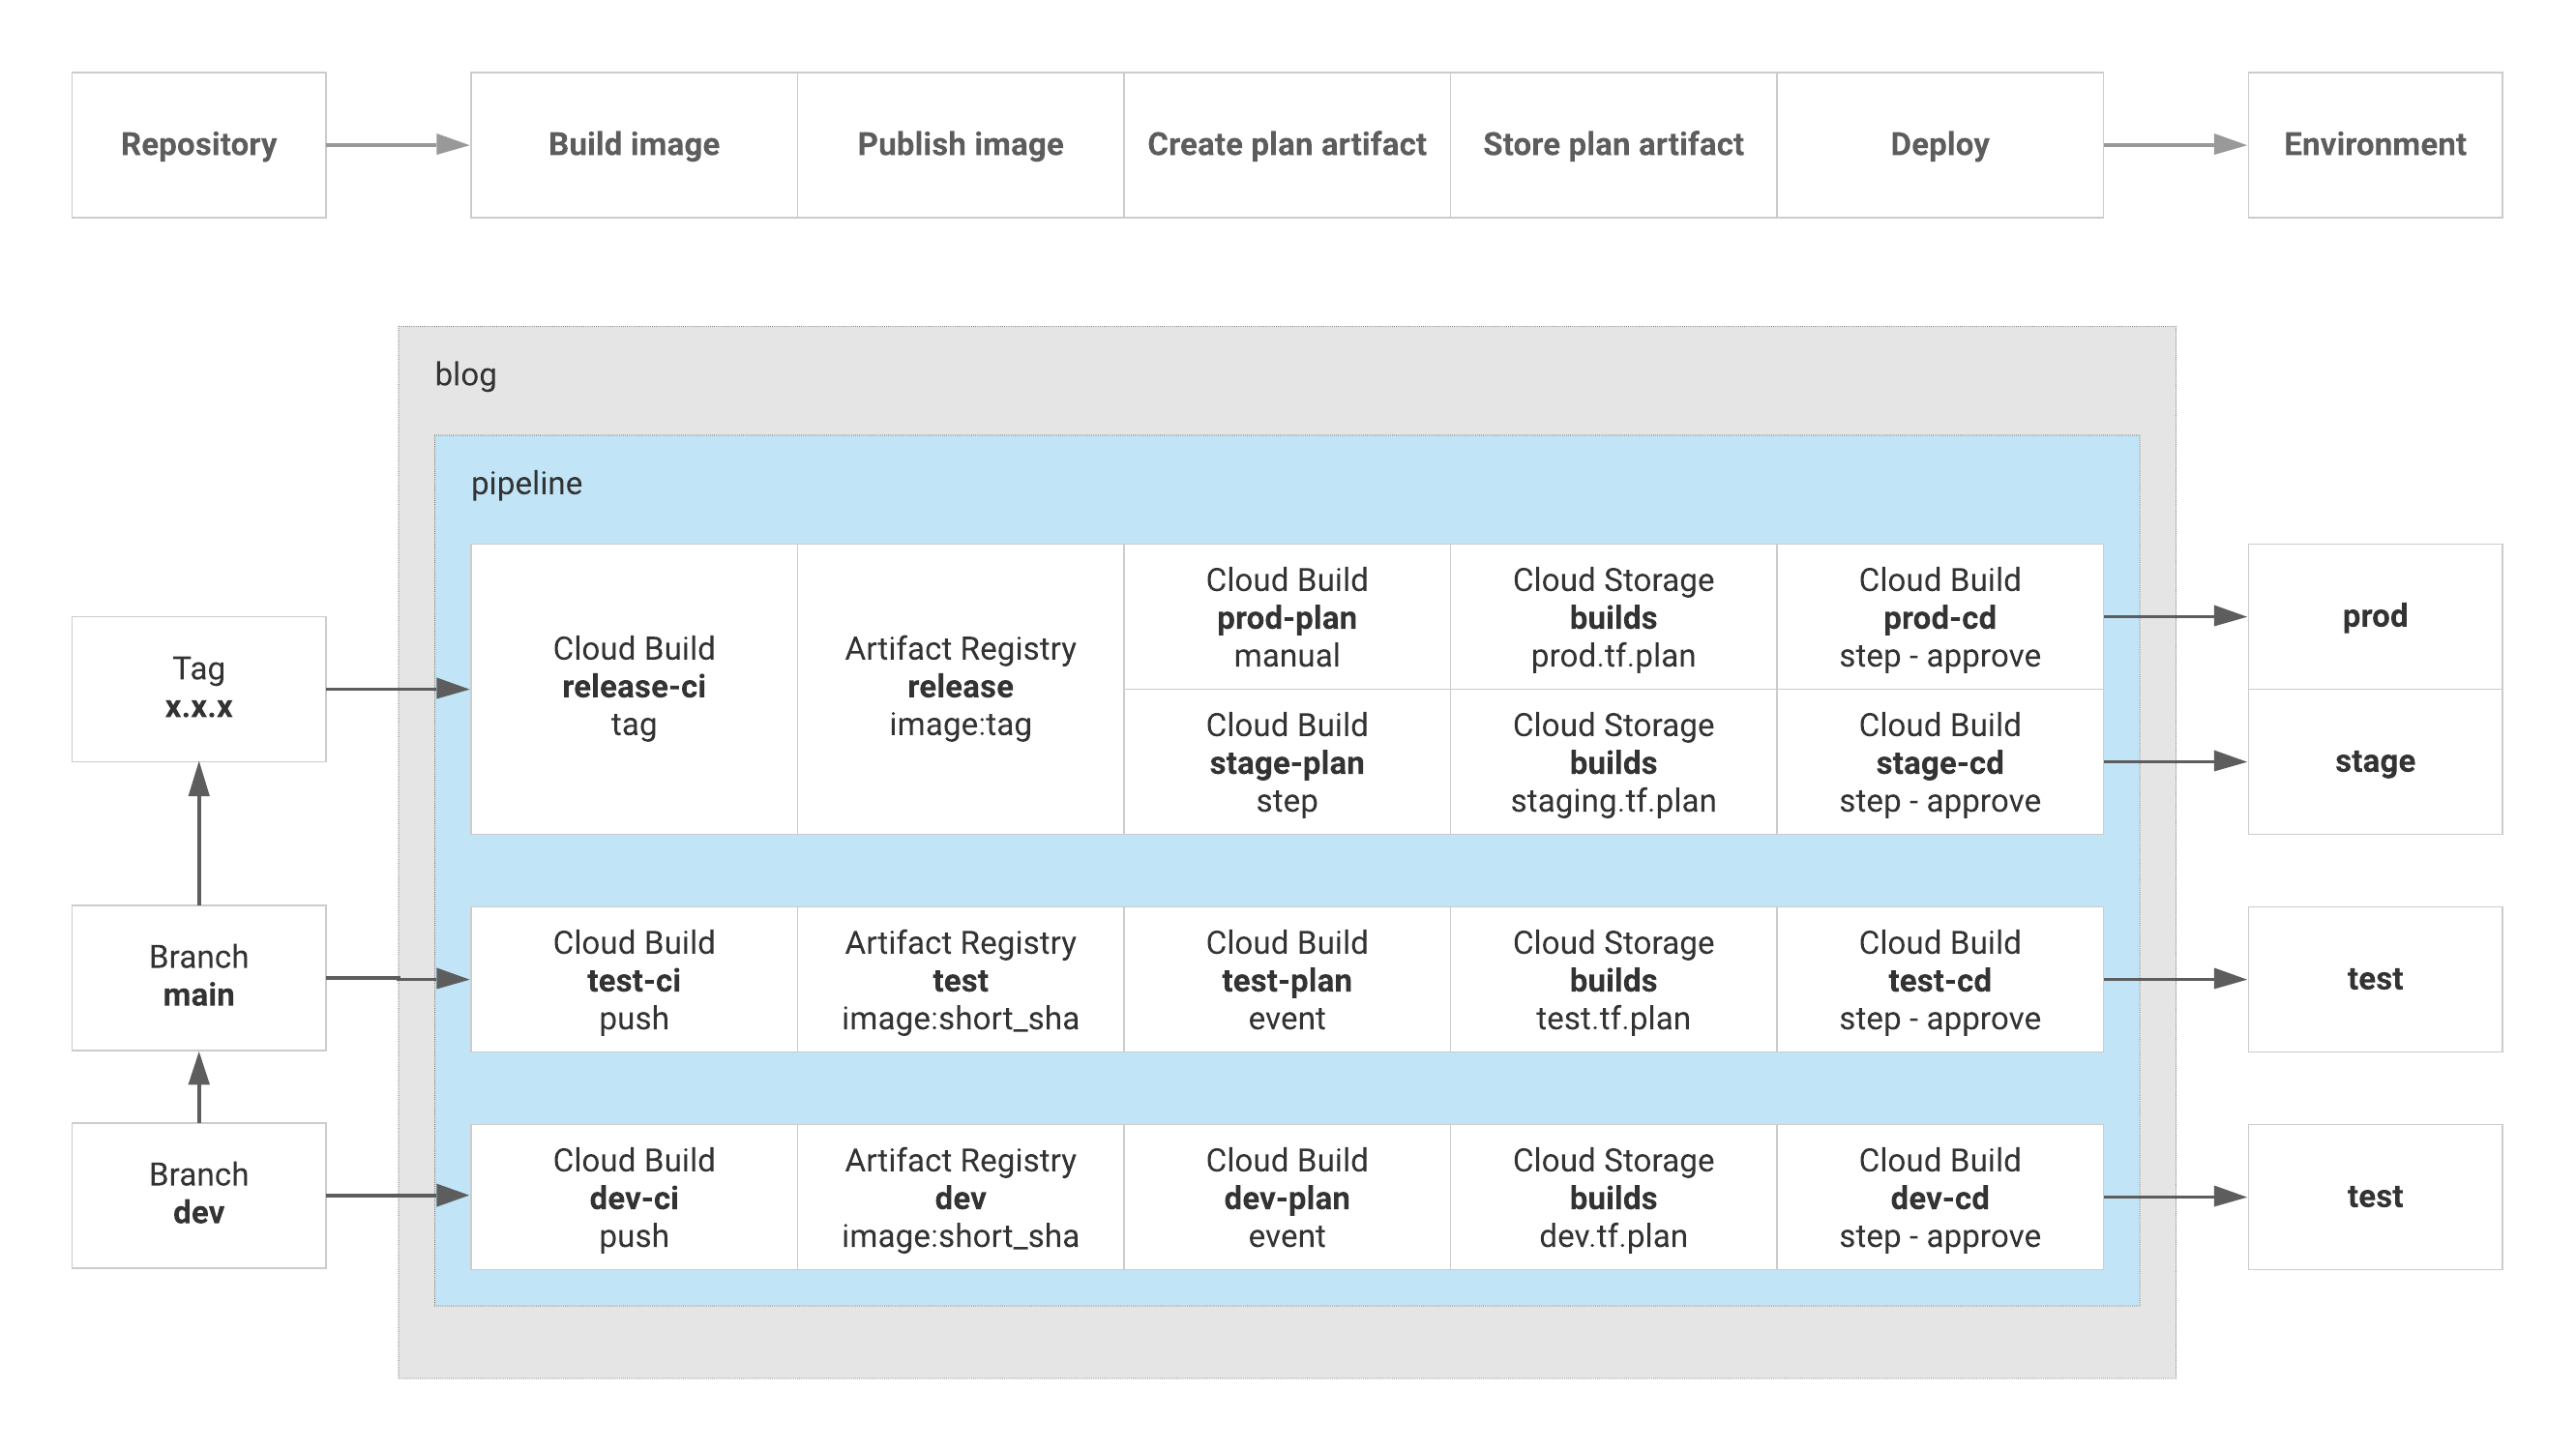 Repository
Build image
Publish image
Create plan artifact
Store plan artifact
Deploy
Environment
blog
pipeline
Tag
x.x.x
Cloud Build
release-ci
tag
Artifact Registry
release
image:tag
Cloud Build
prod-plan
manual
Cloud Storage
builds
prod.tf.plan
Cloud Build
prod-cd
step - approve
prod
Cloud Build
stage-plan
step
Cloud Storage
builds
staging.tf.plan
Cloud Build
stage-cd
step - approve
stage
Branch
main
Cloud Build
test-ci
push
Artifact Registry
test
image:short_sha
Cloud Build
test-plan
event
Cloud Storage
builds
test.tf.plan
Cloud Build
test-cd
step - approve
test
Branch
dev
Cloud Build
dev-ci
push
Artifact Registry
dev
image:short_sha
Cloud Build
dev-plan
event
Cloud Storage
builds
dev.tf.plan
Cloud Build
dev-cd
step - approve
test